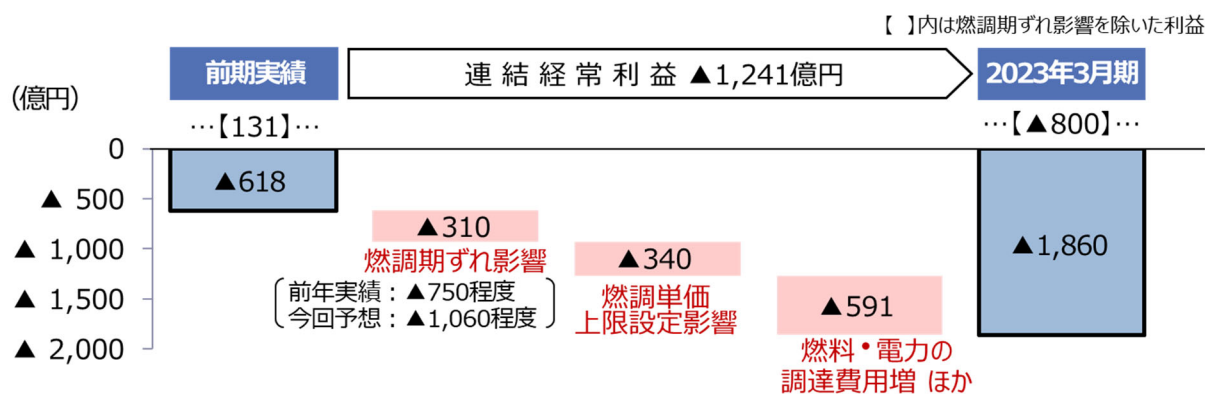 【 】内は燃調期ずれ影響を除いた利益
前期実績
連結経常利益 ▲1,241億円
2023年3月期
(億円)
…【131】…
…【▲800】…
0
▲ 500
▲ 1,000
▲ 1,500
▲ 2,000
▲618
▲310
燃調期ずれ影響
前年実績:▲750程度
今回予想:▲1,060程度
▲340
燃調単価
上限設定影響
▲591
燃料・電力の
調達費用増 ほか
▲1,860